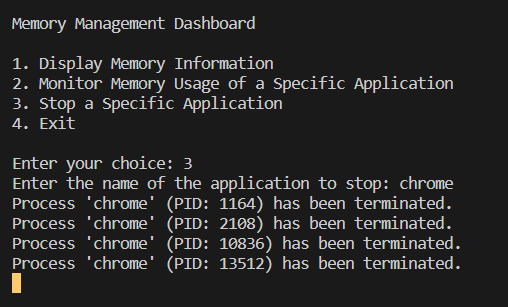 Memory Management Dashboard
1. Display Memory Information
2. Monitor Memory Usage of a Specific Application
3. Stop a Specific Application
4. Exit
Enter your choice: 3
Enter the name of the application to stop: chrome
Process 'chrome' (PID: 1164) has been terminated.
Process 'chrome' (PID: 2108) has been terminated.
Process 'chrome' (PID: 10836) has been terminated.
Process 'chrome' (PID: 13512) has been terminated.